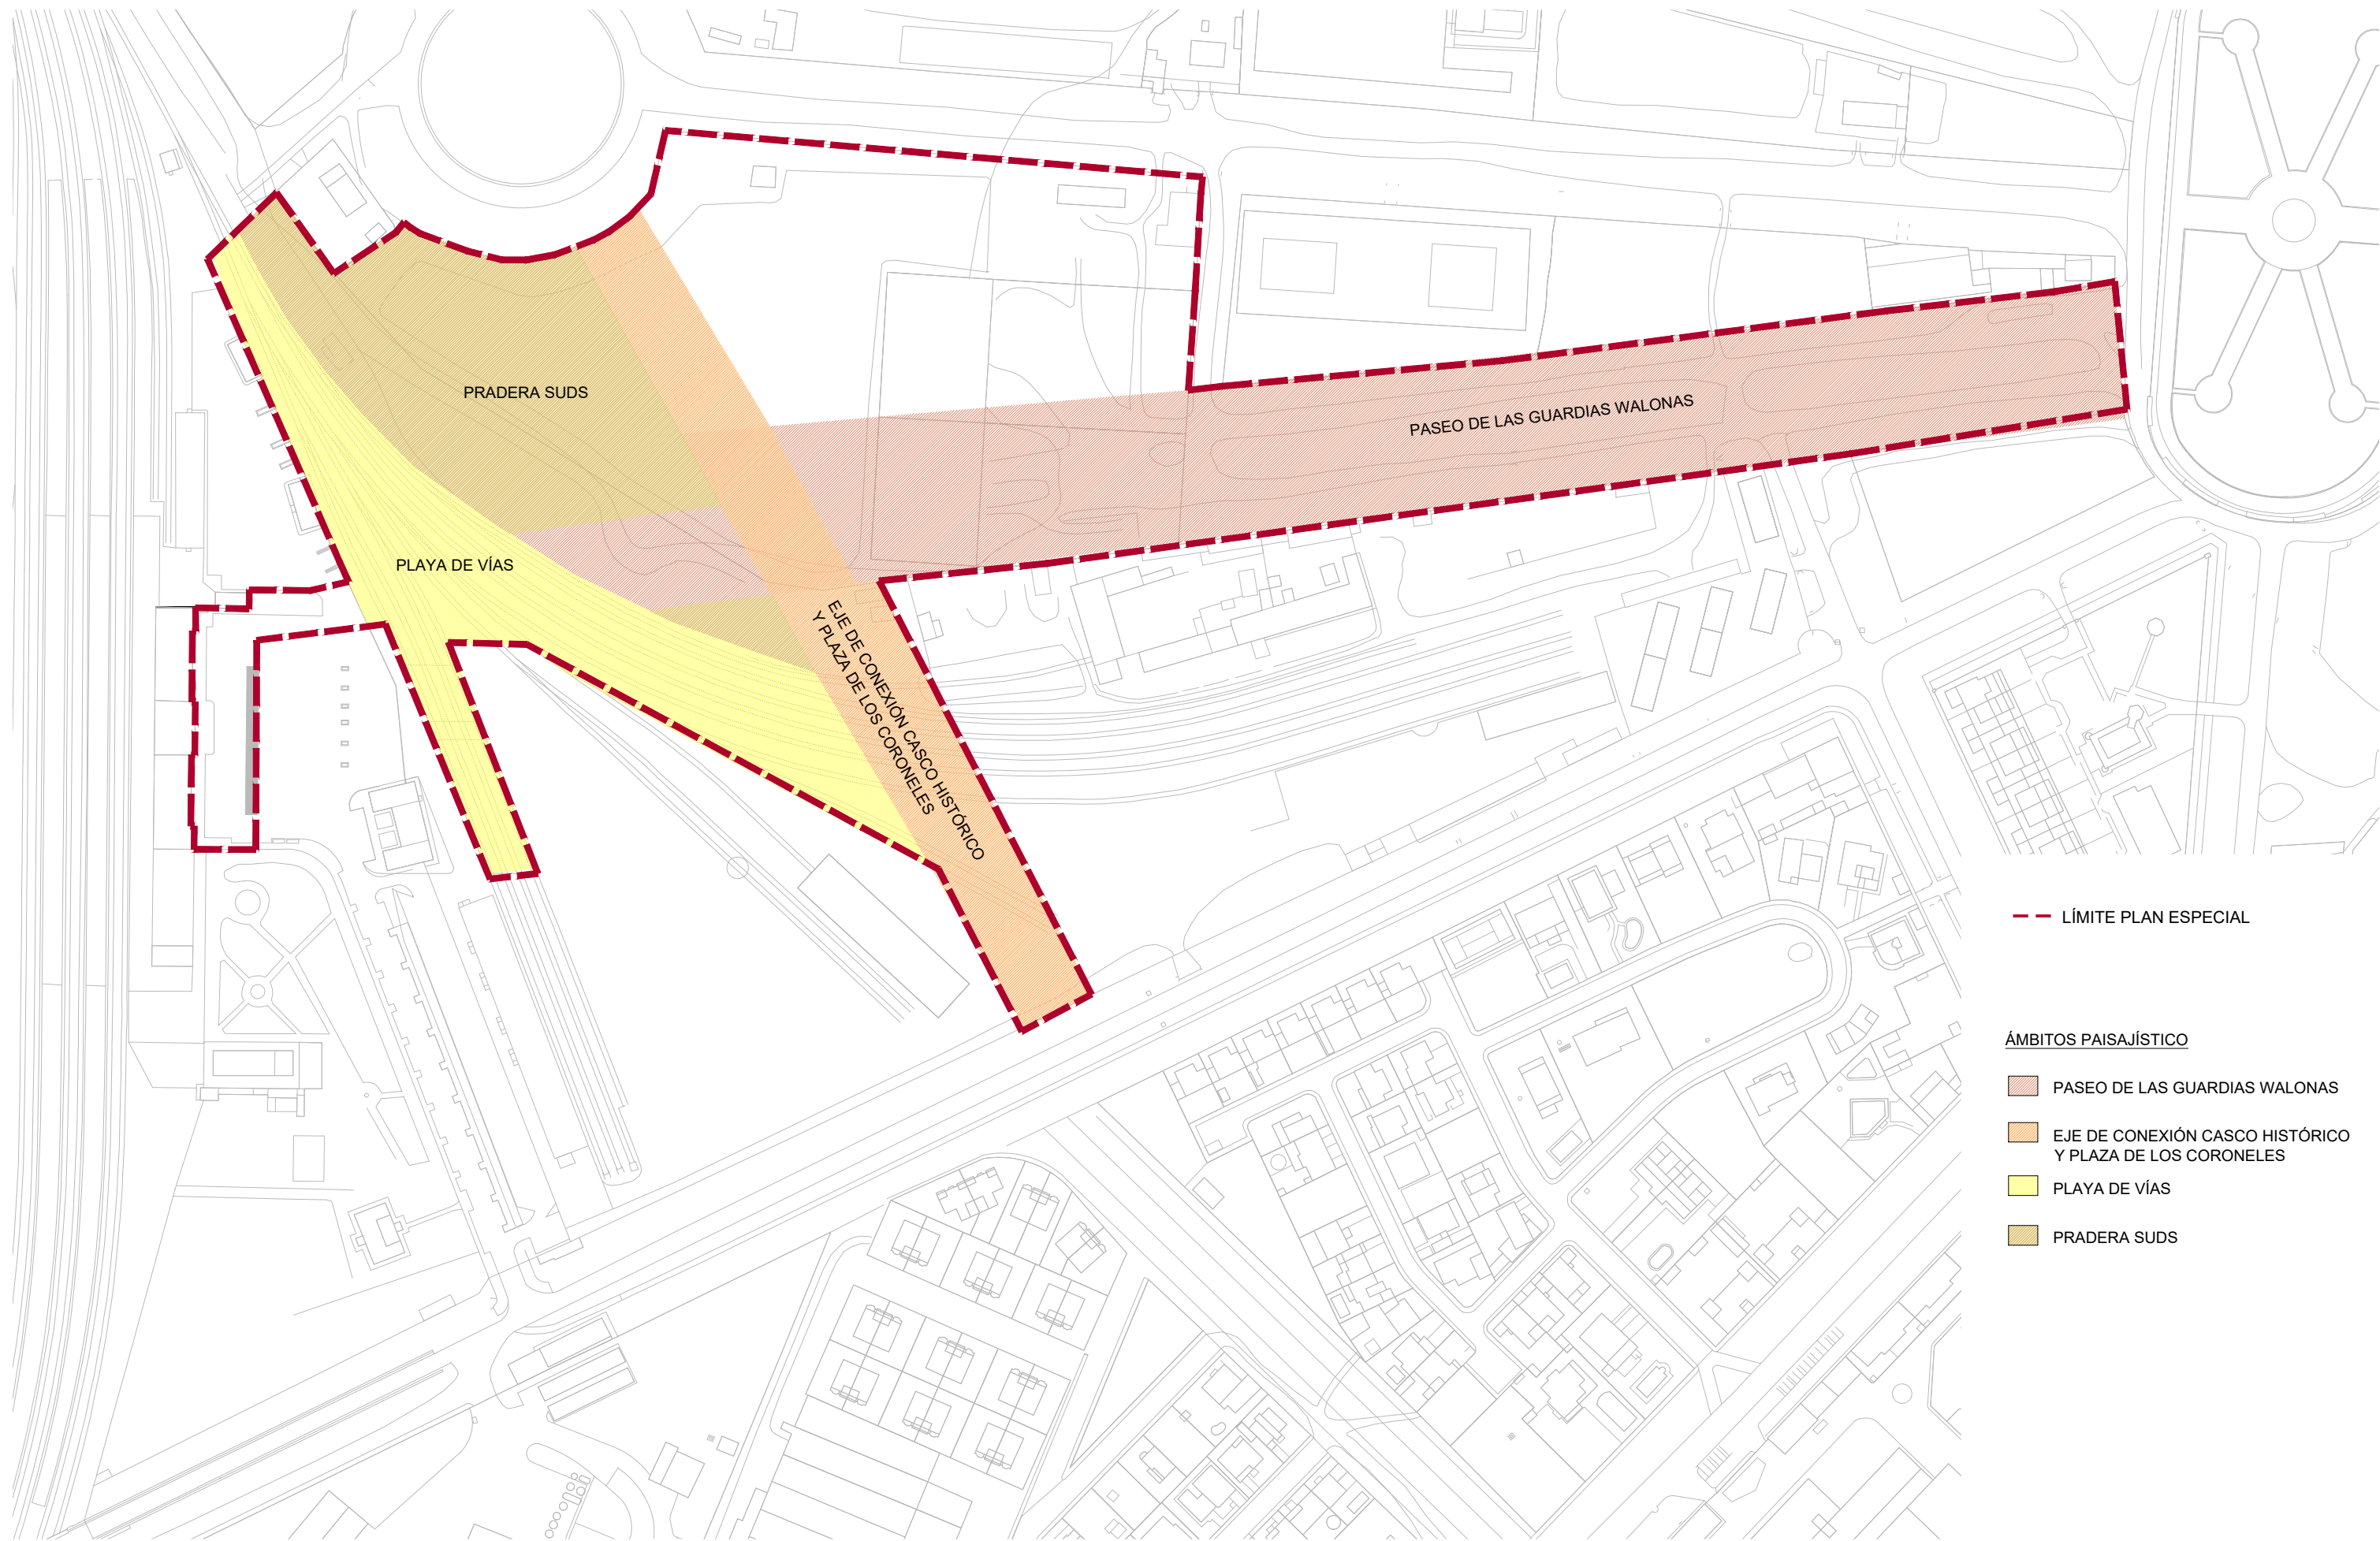 PRADERA SUDS
PASEO DE LAS GUARDIAS WALONAS
PLAYA DE VÍAS
EJE DE CONEXIÓN CASCO HISTÓRICO
Y PLAZA DE LOS CORONELES
LÍMITE PLAN ESPECIAL
ÁMBITOS PAISAJÍSTICO
PASEO DE LAS GUARDIAS WALONAS
EJE DE CONEXIÓN CASCO HISTÓRICO
Y PLAZA DE LOS CORONELES
PLAYA DE VÍAS
PRADERA SUDS